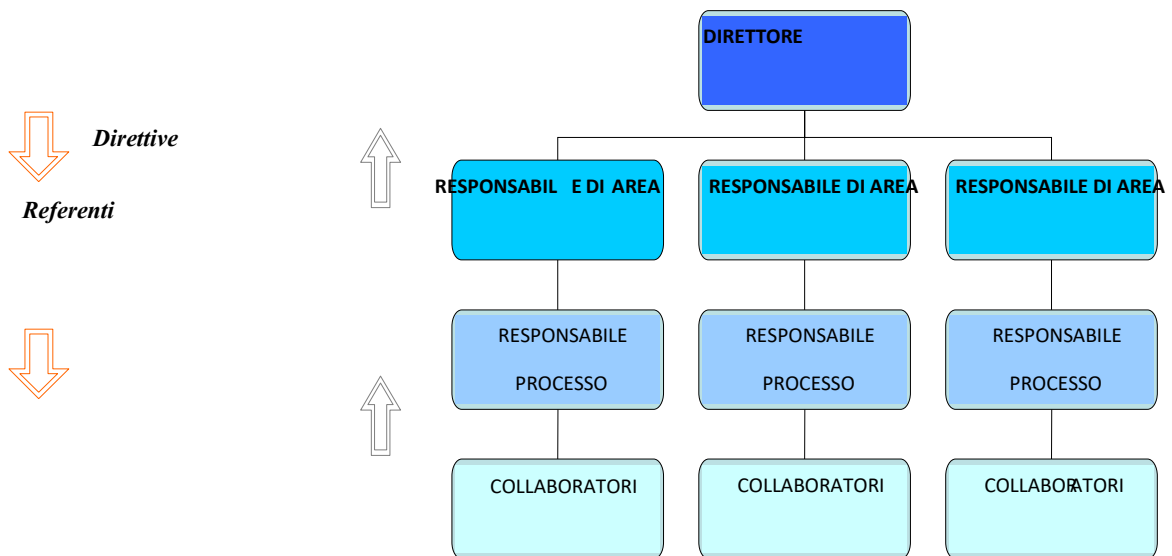 DIRETTORE
Direttive
RESPONSABIL E DI AREA
RESPONSABILE DI AREA
RESPONSABILE DI AREA
Referenti
RESPONSABILE
PROCESSO
RESPONSABILE
PROCESSO
RESPONSABILE
PROCESSO
COLLABORATORI
COLLABORATORI
COLLABORATORI